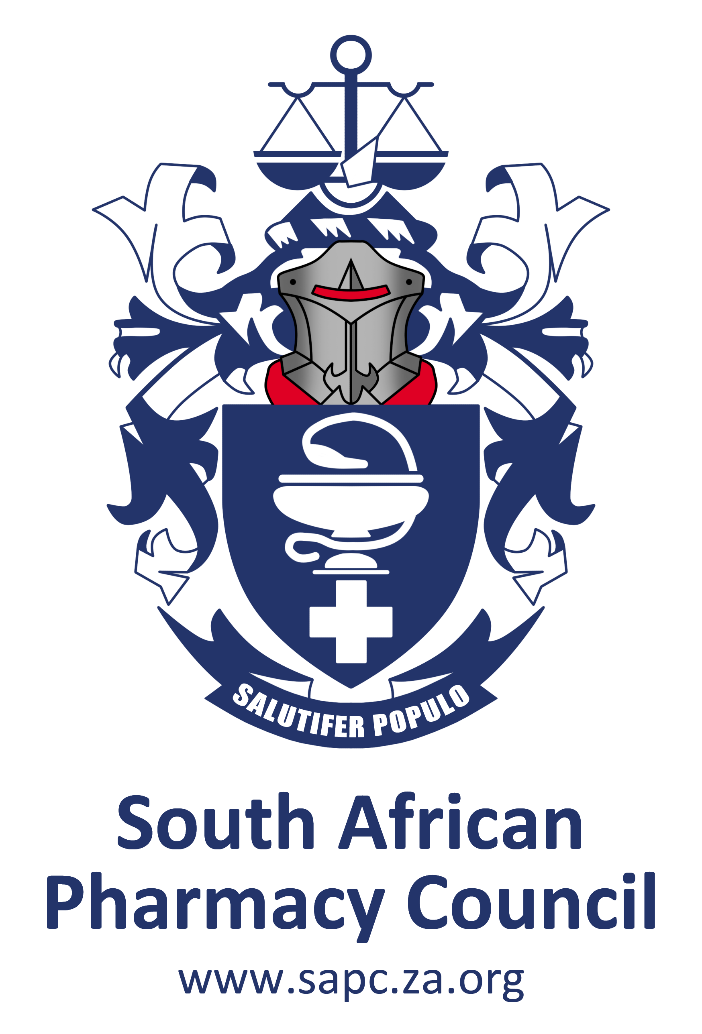 SALUTIFER POPULO
South African
Pharmacy Council
www.sapc.za.org